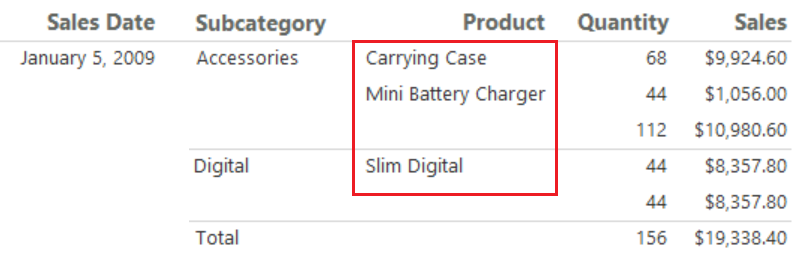 Sales Date Subcategory Product Quantity Sales
January 5, 2009 Accessories Carrying Case 68 $9,924.60
Mini Battery Charger 44 $1,056.00
112 $10,980.60
Digital Slim Digital 44 $8,357.80
44 $8,357.80
Total 156 $19,338.40